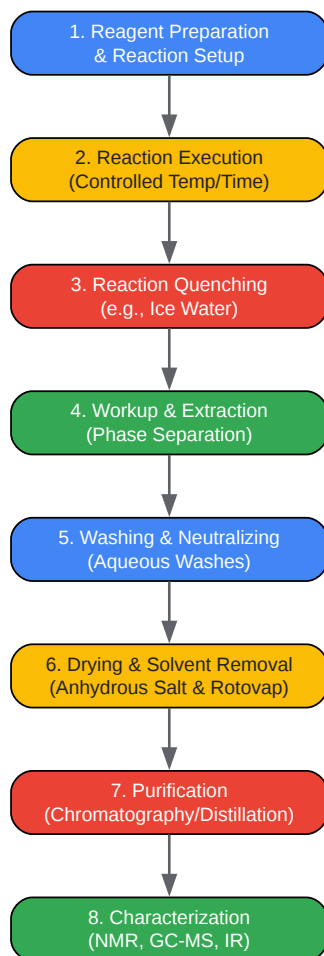 1. Reagent Preparation
& Reaction Setup
2. Reaction Execution
(Controlled Temp/Time)
3. Reaction Quenching
(e.g., Ice Water)
4. Workup & Extraction
(Phase Separation)
5. Washing & Neutralizing
(Aqueous Washes)
6. Drying & Solvent Removal
(Anhydrous Salt & Rotovap)
7. Purification
(Chromatography/Distillation)
8. Characterization
(NMR, GC-MS, IR)